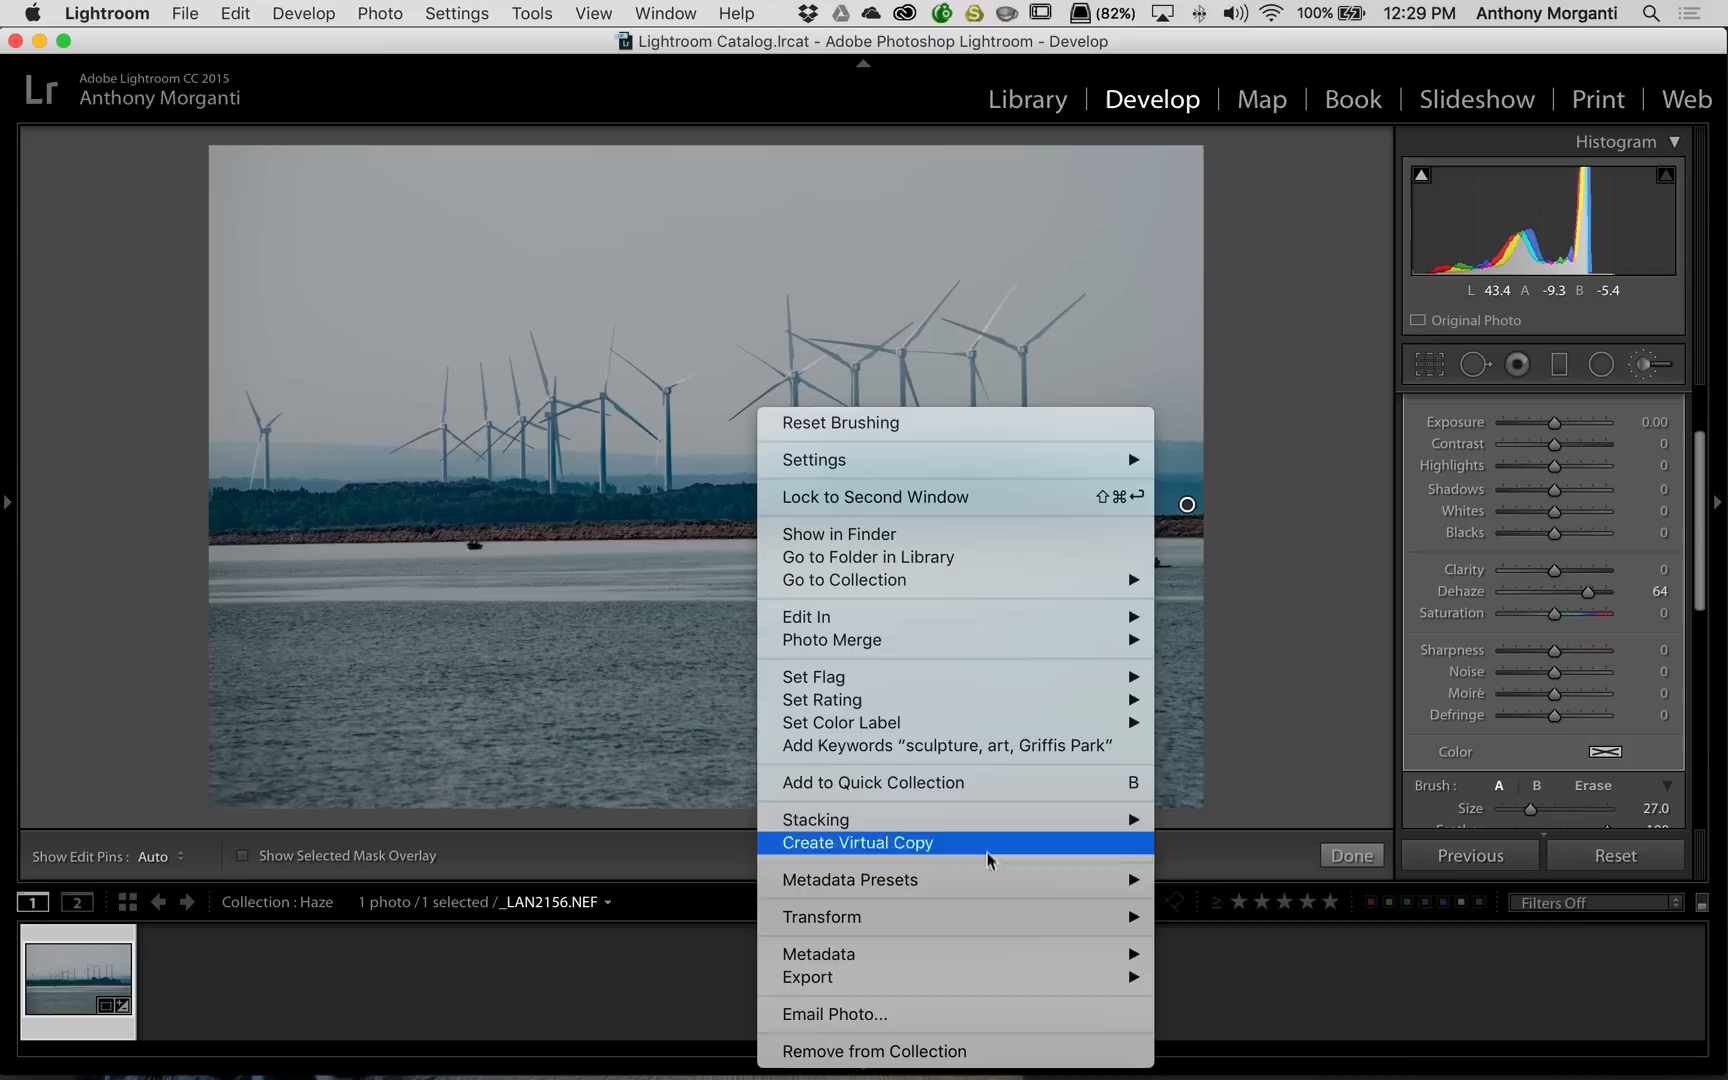 Lightroom File Edit Develop Photo Settings Tools View Window Help (82%) 100% 12:29 PM Anthony Morganti
Lightroom Catalog.lrcat - Adobe Photoshop Lightroom - Develop
Lr
Adobe Lightroom CC 2015
Anthony Morganti
Library | Develop | Map | Book | Slideshow | Print | Web
Histogram
L 43.4 A -9.3 B -5.4
Original Photo
Exposure 0.00
Contrast 0
Highlights 0
Shadows 0
Whites 0
Blacks 0
Clarity 0
Dehaze 64
Saturation 0
Sharpness 0
Noise 0
Moiré 0
Defringe 0
Color
Brush : A B Erase
Size 27.0
Previous Reset
Reset Brushing
Settings
Lock to Second Window ⇧⌘↩
Show in Finder
Go to Folder in Library
Go to Collection
Edit In
Photo Merge
Set Flag
Set Rating
Set Color Label
Add Keywords “sculpture, art, Griffis Park”
Add to Quick Collection B
Stacking
Create Virtual Copy
Metadata Presets
Transform
Metadata
Export
Email Photo...
Remove from Collection
Show Edit Pins : Auto Show Selected Mask Overlay Done
1 2 Collection : Haze 1 photo /1 selected /_LAN2156.NEF Filters Off